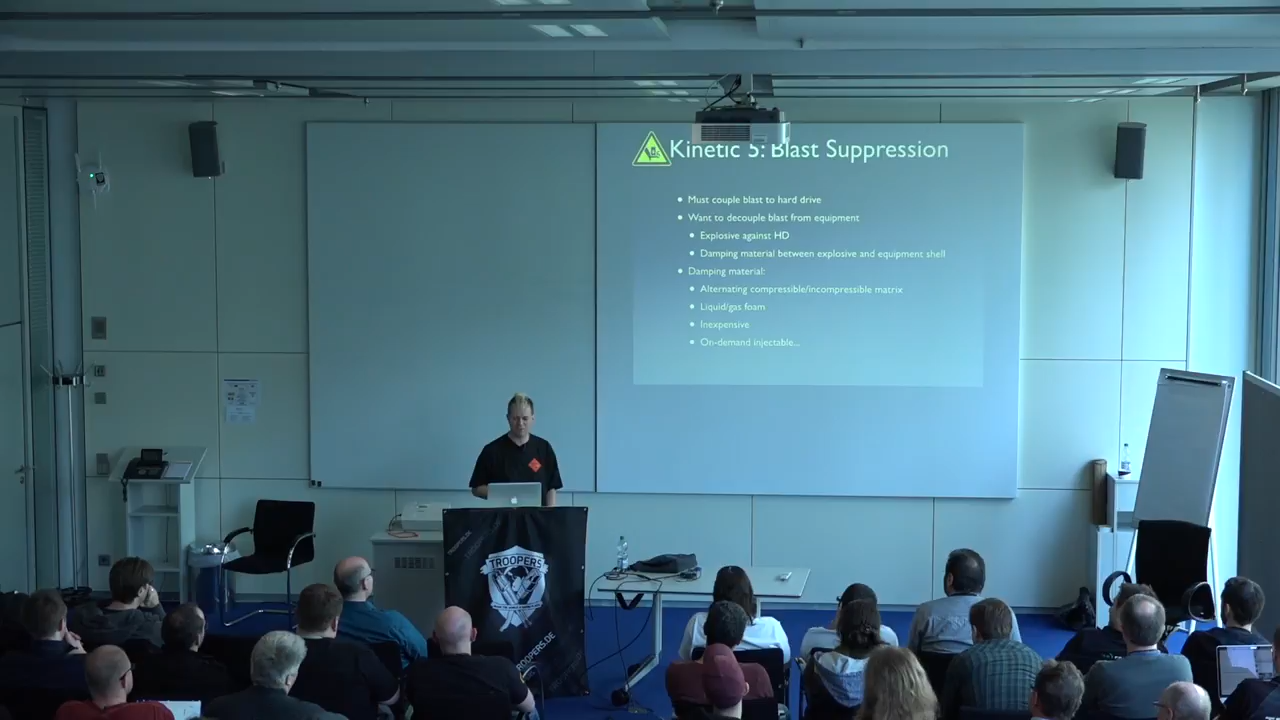 Kinetic 5: Blast Suppression
Must couple blast to hard drive
Want to decouple blast from equipment
Explosive against HD
Damping material between explosive and equipment shell
Damping material:
Alternating compressible/incompressible matrix
Liquid/gas foam
Inexpensive
On-demand injectable...
TROOPERS
TROOPERS.DE